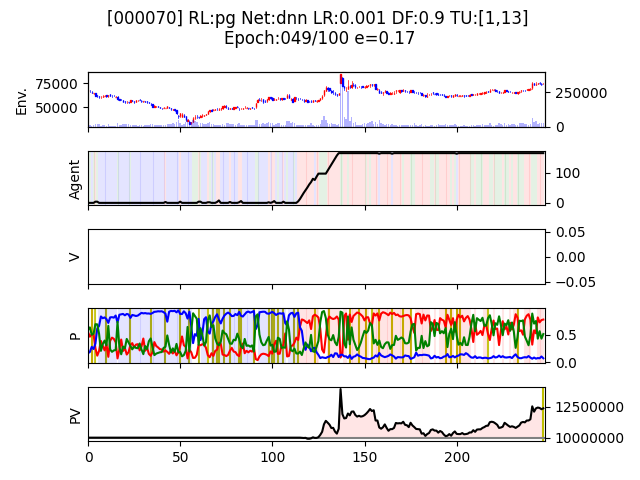 [000070] RL:pg Net:dnn LR:0.001 DF:0.9 TU:[1,13]
Epoch:049/100 e=0.17
Env.
75000
50000
250000
0
Agent
100
0
V
0.05
0.00
−0.05
P
0.5
0.0
PV
12500000
10000000
0 50 100 150 200